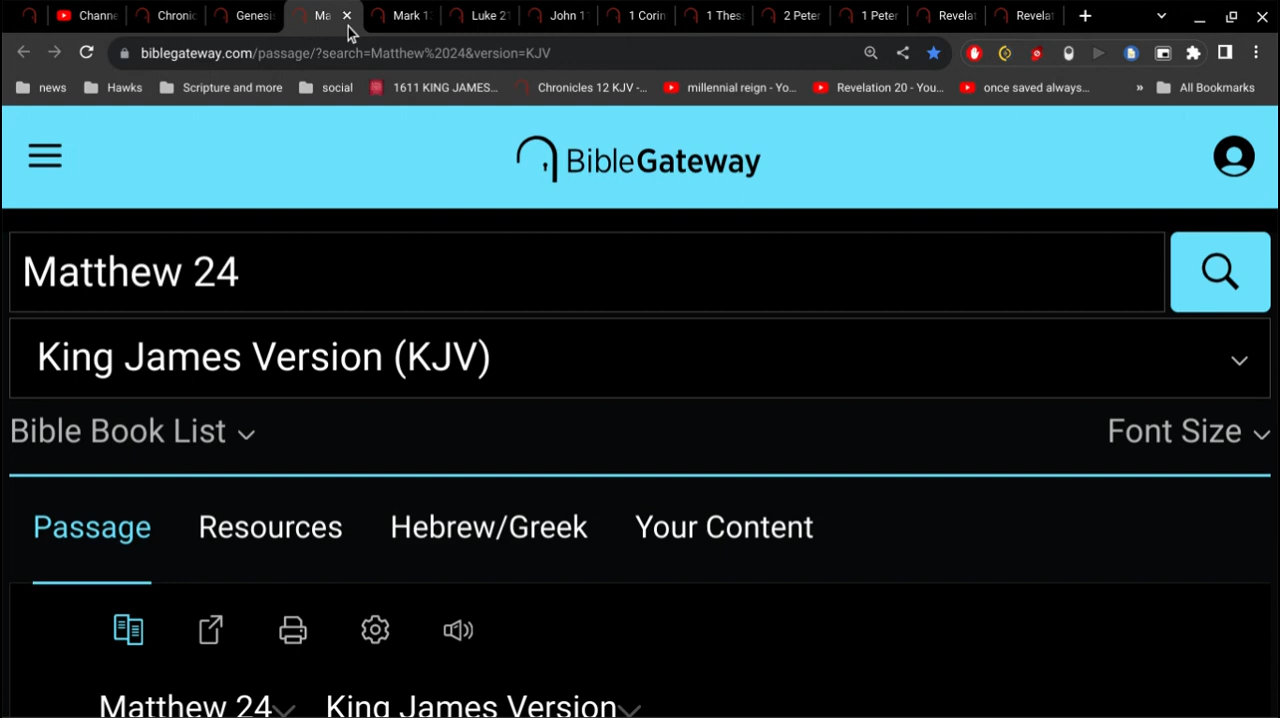 Channe Chronic Genesi Ma Mark 1 Luke 21 John 1 1 Corin 1 Thes 2 Peter 1 Peter Revelat Revelat
biblegateway.com/passage/?search=Matthew%2024&version=KJV
news Hawks Scripture and more social 1611 KING JAMES... Chronicles 12 KJV -... millennial reign - Yo... Revelation 20 - You... once saved always... » All Bookmarks
BibleGateway
Matthew 24
King James Version (KJV)
Bible Book List Font Size
Passage Resources Hebrew/Greek Your Content
Matthew 24 King James Version